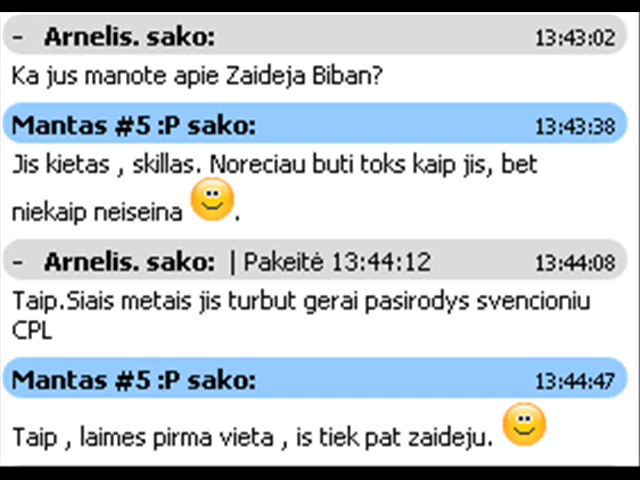 - Arnelis. sako: 13:43:02
Ka jus manote apie Zaideja Biban?
Mantas #5 :P sako: 13:43:38
Jis kietas , skillas. Noreciau buti toks kaip jis, bet
niekaip neiseina .
- Arnelis. sako: | Pakeitė 13:44:12 13:44:08
Taip.Siais metais jis turbut gerai pasirodys svencioniu
CPL
Mantas #5 :P sako: 13:44:47
Taip , laimes pirma vieta , is tiek pat zaideju.